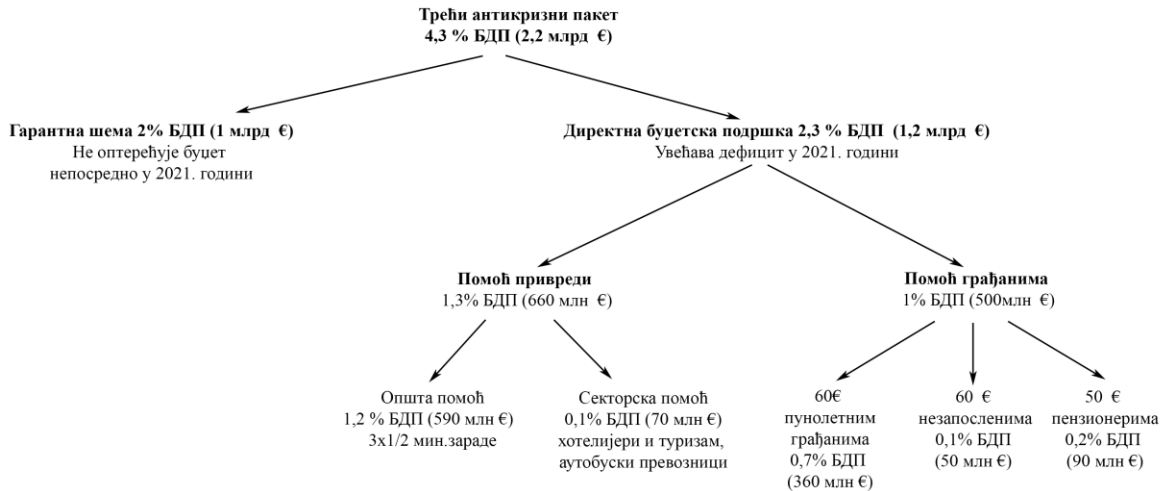 Трећи антикризни пакет
4,3 % БДП (2,2 млрд €)
Гарантна шема 2% БДП (1 млрд €)
Не оптерећује буџет
непосредно у 2021. години
Директна буџетска подршка 2,3 % БДП (1,2 млрд €)
Увећава дефицит у 2021. години
Помоћ привреди
1,3% БДП (660 млн €)
Помоћ грађанима
1% БДП (500млн €)
Општа помоћ
1,2 % БДП (590 млн €)
3x1/2 мин.зараде
Секторска помоћ
0,1% БДП (70 млн €)
хотелијери и туризам,
аутобуски превозници
60€
пунолетним
грађанима
0,7% БДП
(360 млн €)
60 €
незапосленима
0,1% БДП
(50 млн €)
50 €
пензионерима
0,2% БДП
(90 млн €)